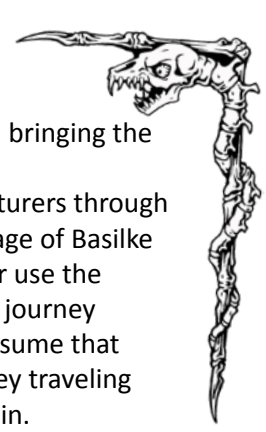 bringing the
turers through
age of Basilke
r use the
journey
sume that
ey traveling
in.